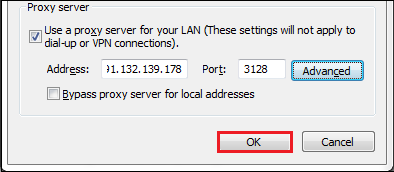 Proxy server
Use a proxy server for your LAN (These settings will not apply to
dial-up or VPN connections).
Address: 91.132.139.178 Port: 3128 Advanced
Bypass proxy server for local addresses
OK Cancel